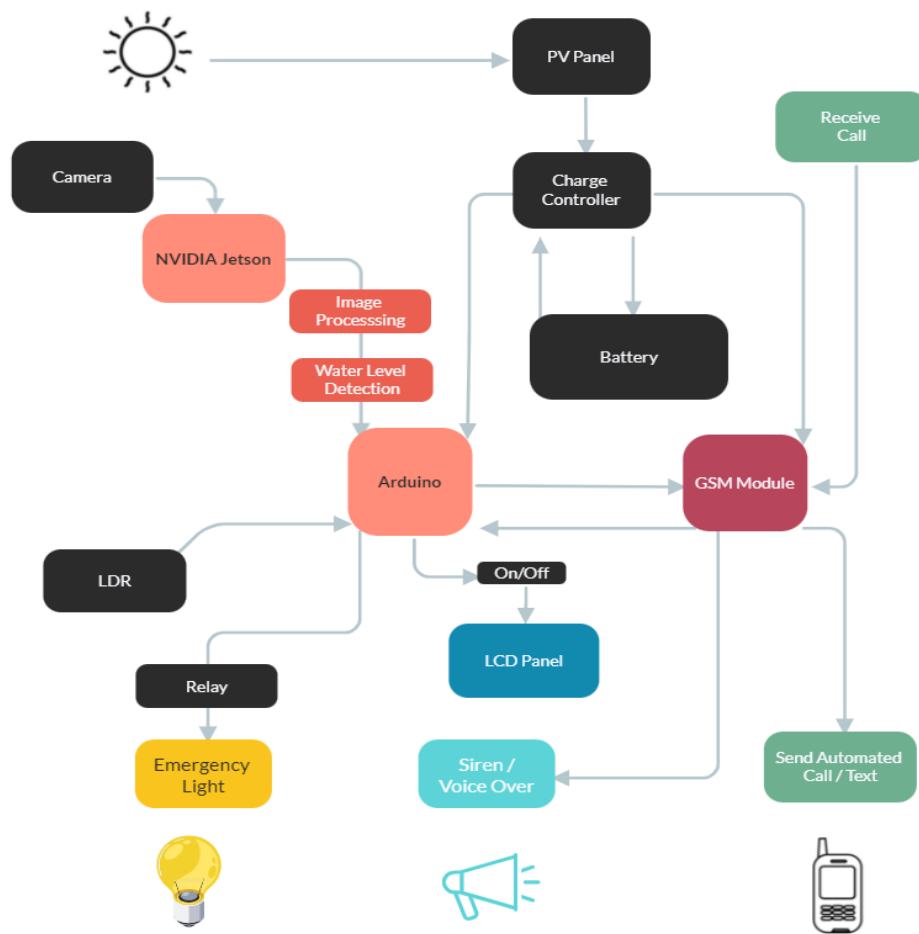 PV Panel
Receive
Call
Camera
Charge
Controller
NVIDIA Jetson
Image
Processsing
Battery
Water Level
Detection
Arduino
GSM Module
LDR
On/Off
LCD Panel
Relay
Emergency
Light
Siren /
Voice Over
Send Automated
Call / Text